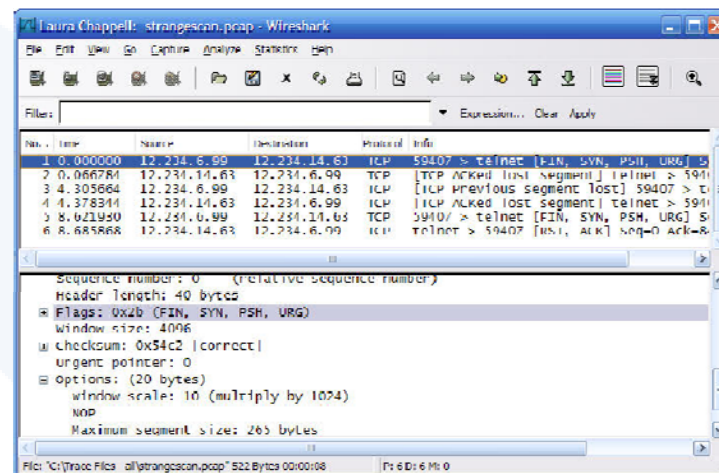 Laura Chappell: strangescan.pcap - Wireshark
File Edit View Go Capture Analyze Statistics Help
Filter: Expression... Clear Apply
No. . Time Source Destination Protocol Info
1 0.000000 12.234.6.99 12.234.14.63 TCP 59407 > telnet [FIN, SYN, PSH, URG] S
2 0.066784 12.234.14.63 12.234.6.99 TCP [TCP ACKed lost segment] telnet > 594
3 4.305664 12.234.6.99 12.234.14.63 TCP [TCP Previous segment lost] 59407 > t
4 4.378344 12.234.14.63 12.234.6.99 TCP [TCP ACKed lost segment] telnet > 594
5 8.621930 12.234.6.99 12.234.14.63 TCP 59407 > telnet [FIN, SYN, PSH, URG] S
6 8.685868 12.234.14.63 12.234.6.99 TCP telnet > 59407 [RST, ACK] Seq=0 Ack=8
Sequence number: 0 (relative sequence number)
Header length: 40 bytes
Flags: 0x2b (FIN, SYN, PSH, URG)
Window size: 4096
Checksum: 0x54c2 [correct]
Urgent pointer: 0
Options: (20 bytes)
Window scale: 10 (multiply by 1024)
NOP
Maximum segment size: 265 bytes
File: "C:\Trace Files - all\strangescan.pcap" 522 Bytes 00:00:08 P: 6 D: 6 M: 0